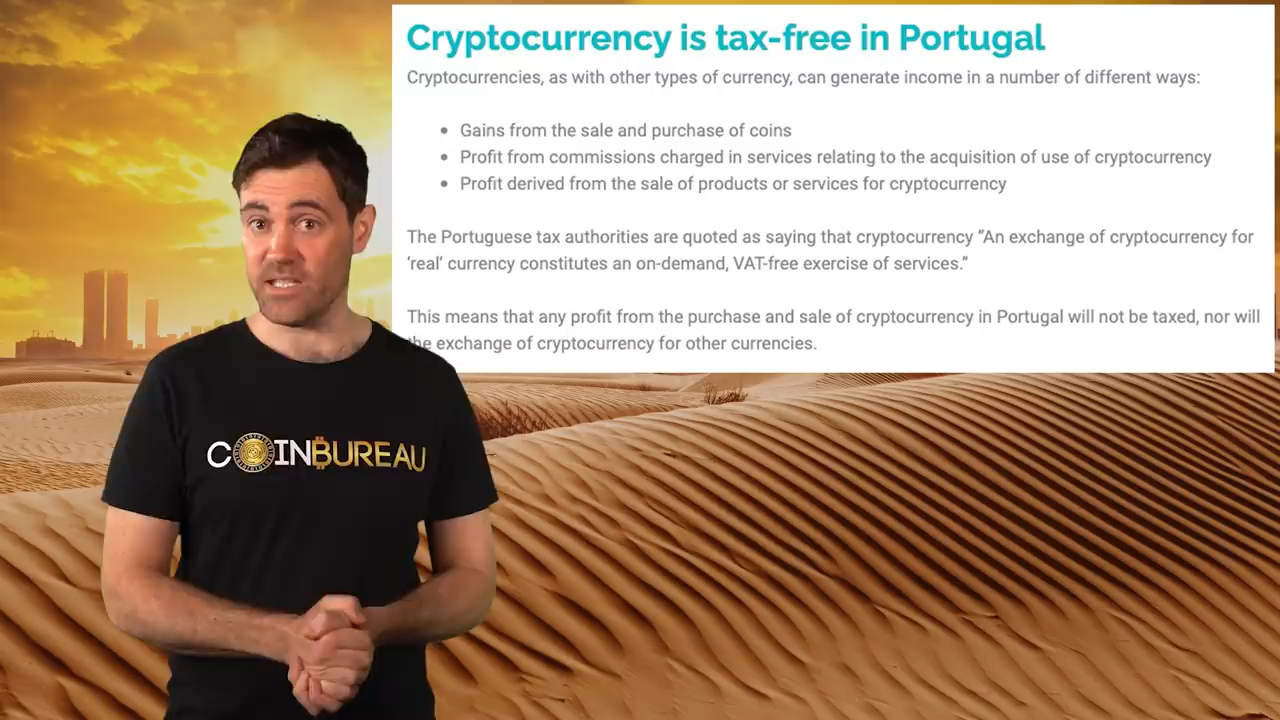 Cryptocurrency is tax-free in Portugal
Cryptocurrencies, as with other types of currency, can generate income in a number of different ways:
Gains from the sale and purchase of coins
Profit from commissions charged in services relating to the acquisition of use of cryptocurrency
Profit derived from the sale of products or services for cryptocurrency
The Portuguese tax authorities are quoted as saying that cryptocurrency ”An exchange of cryptocurrency for
‘real’ currency constitutes an on-demand, VAT-free exercise of services.”
This means that any profit from the purchase and sale of cryptocurrency in Portugal will not be taxed, nor will
the exchange of cryptocurrency for other currencies.
COINBUREAU